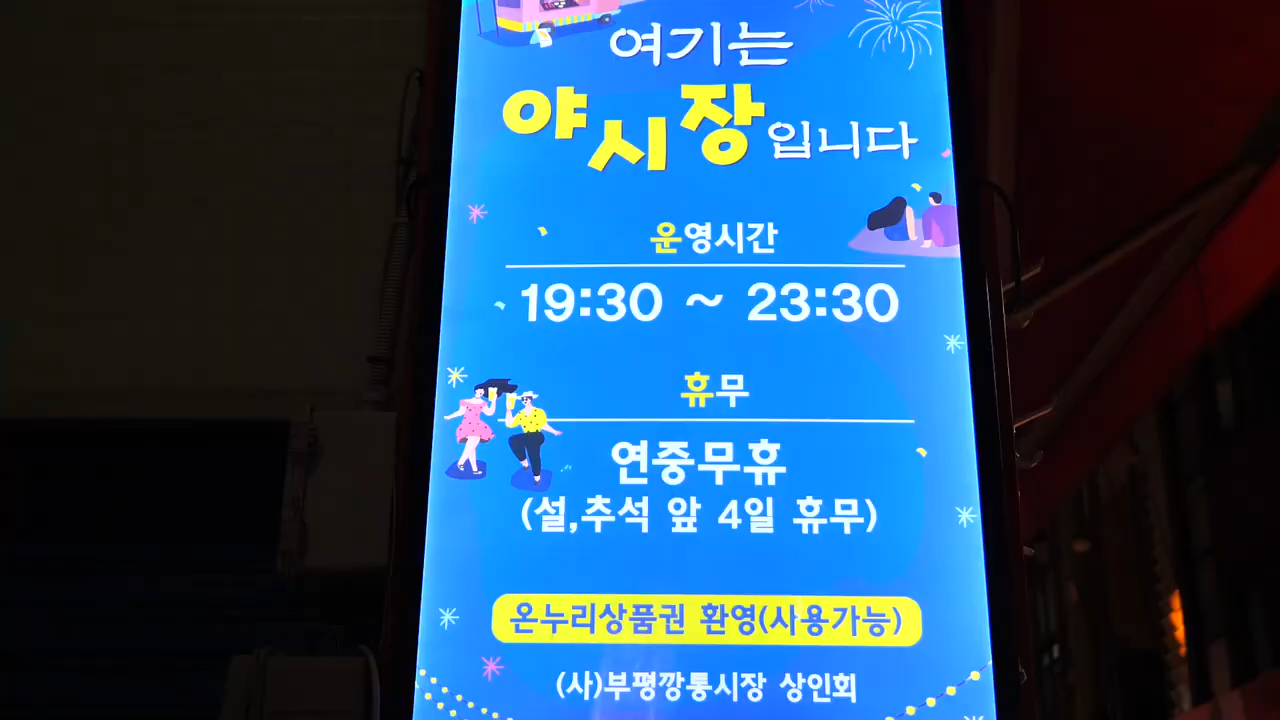 여기는
야시장입니다
운영시간
19:30 ~ 23:30
휴무
연중무휴
(설,추석 앞 4일 휴무)
온누리상품권 환영(사용가능)
(사)부평깡통시장 상인회